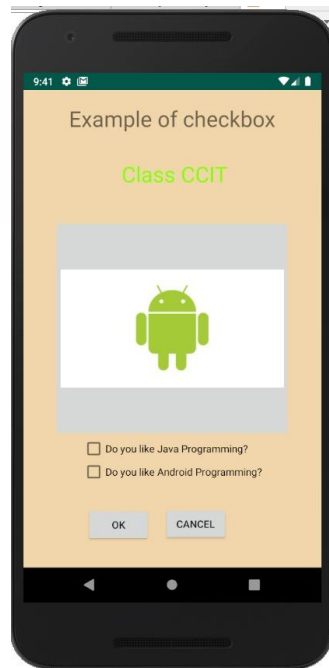 9:41
Example of checkbox
Class CCIT
Do you like Java Programming?
Do you like Android Programming?
OK
CANCEL